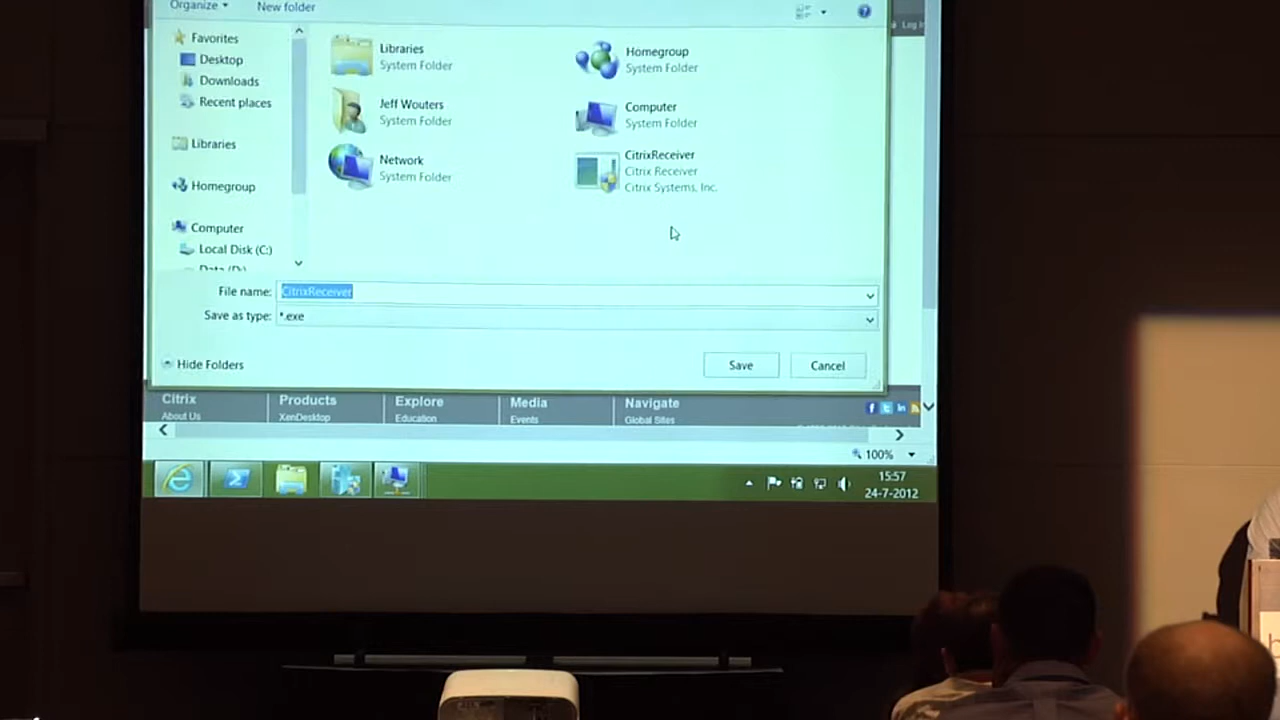 Organize
New folder
Log In
Favorites
Desktop
Downloads
Recent places
Libraries
Homegroup
Computer
Local Disk (C:)
Data (D:)
Libraries
System Folder
Homegroup
System Folder
Jeff Wouters
System Folder
Computer
System Folder
Network
System Folder
CitrixReceiver
Citrix Receiver
Citrix Systems, Inc.
File name: CitrixReceiver
Save as type: *.exe
Hide Folders
Save
Cancel
Citrix
Products
Explore
Media
Navigate
About Us
XenDesktop
Education
Events
Global Sites
100%
15:57
24-7-2012